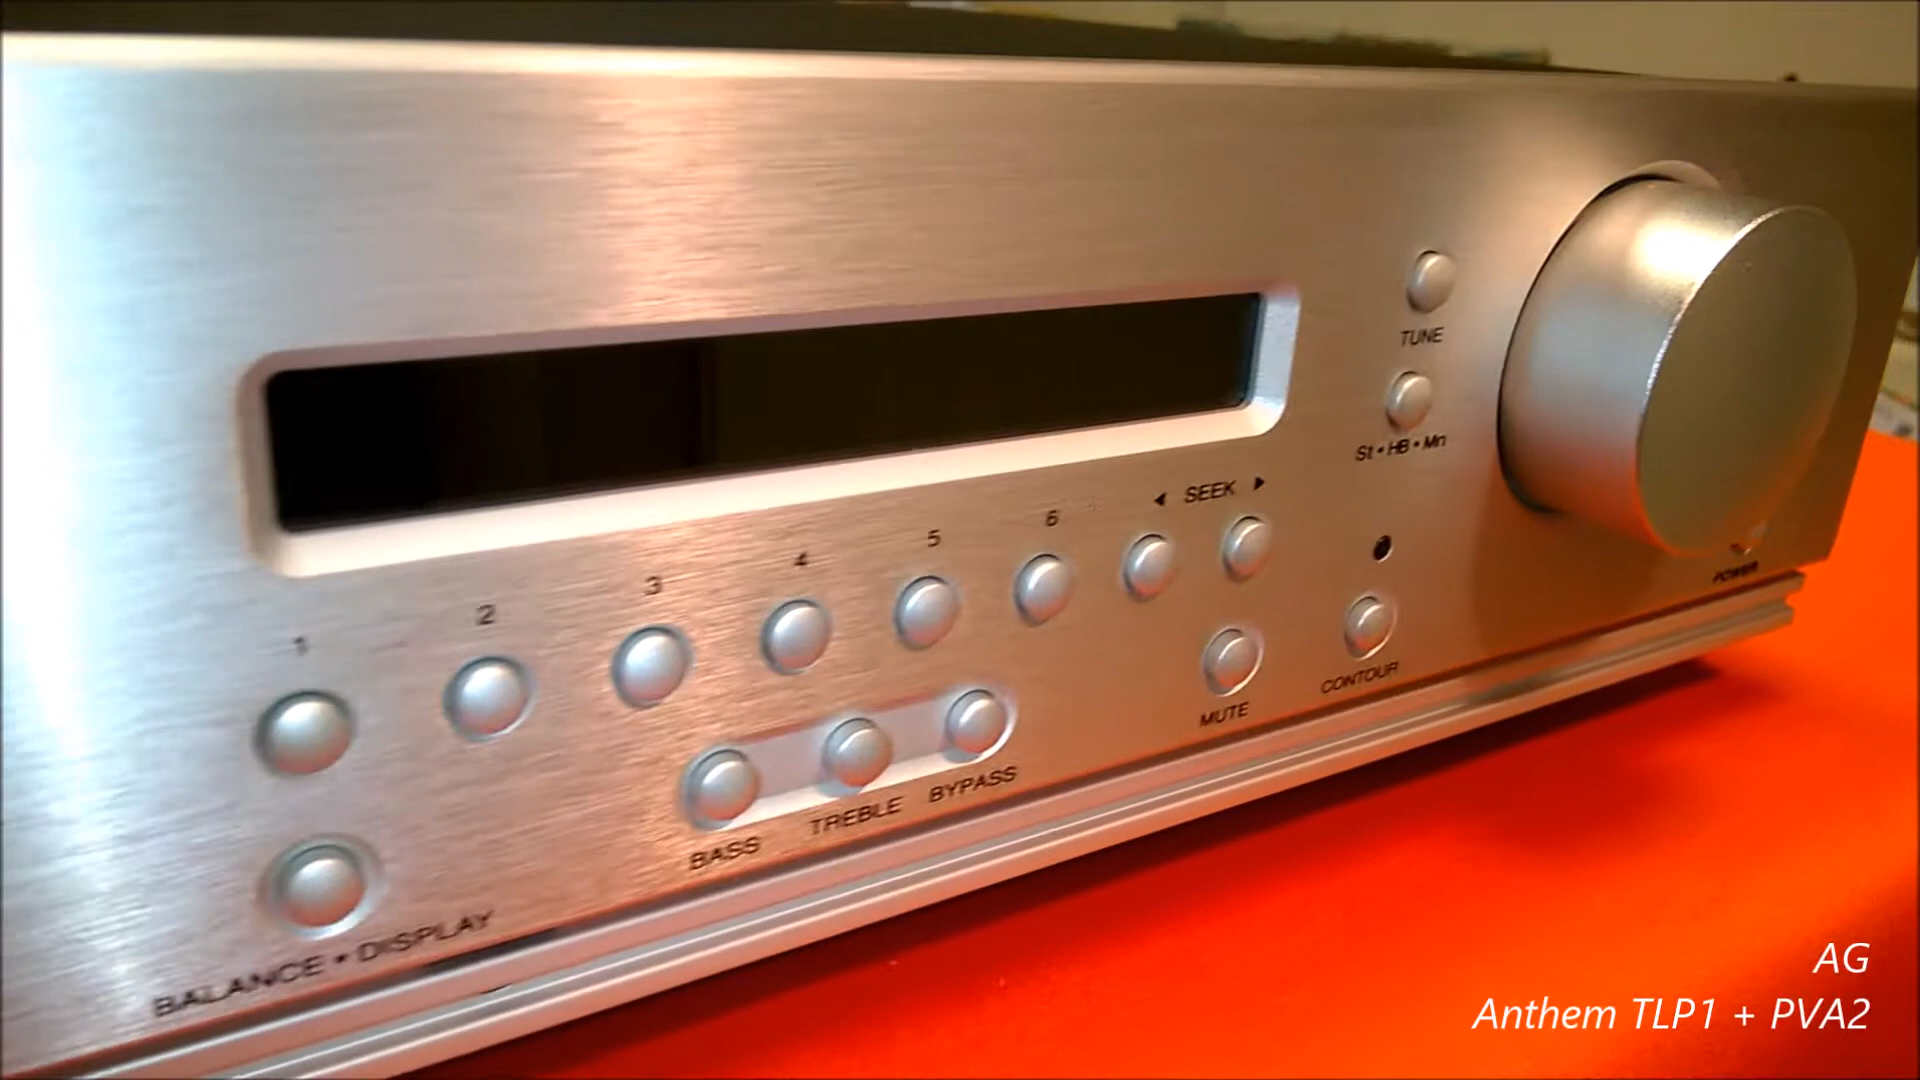 TUNE
St • HB • Mn
◄ SEEK ►
1 2 3 4 5 6
POWER
CONTOUR
MUTE
BASS TREBLE BYPASS
BALANCE • DISPLAY
AG
Anthem TLP1 + PVA2